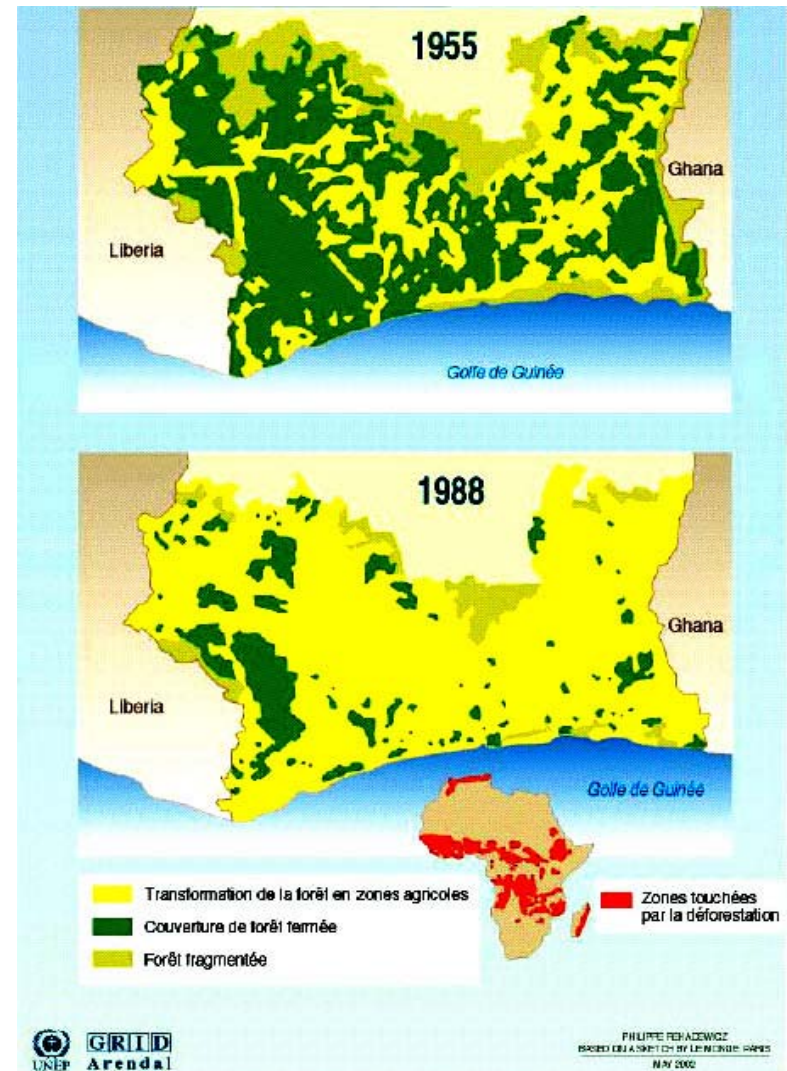 1955
Ghana
Liberia
Golfe de Guinée
1988
Ghana
Liberia
Golfe de Guinée
Transformation de la forêt en zones agricoles
Couverture de forêt fermée
Forêt fragmentée
Zones touchées
par la déforestation
UNEP
GRID
Arendal
PHILIPPE REKACEWICZ
BASED ON A SKETCH BY LE MONDE PARIS
MAY 2002